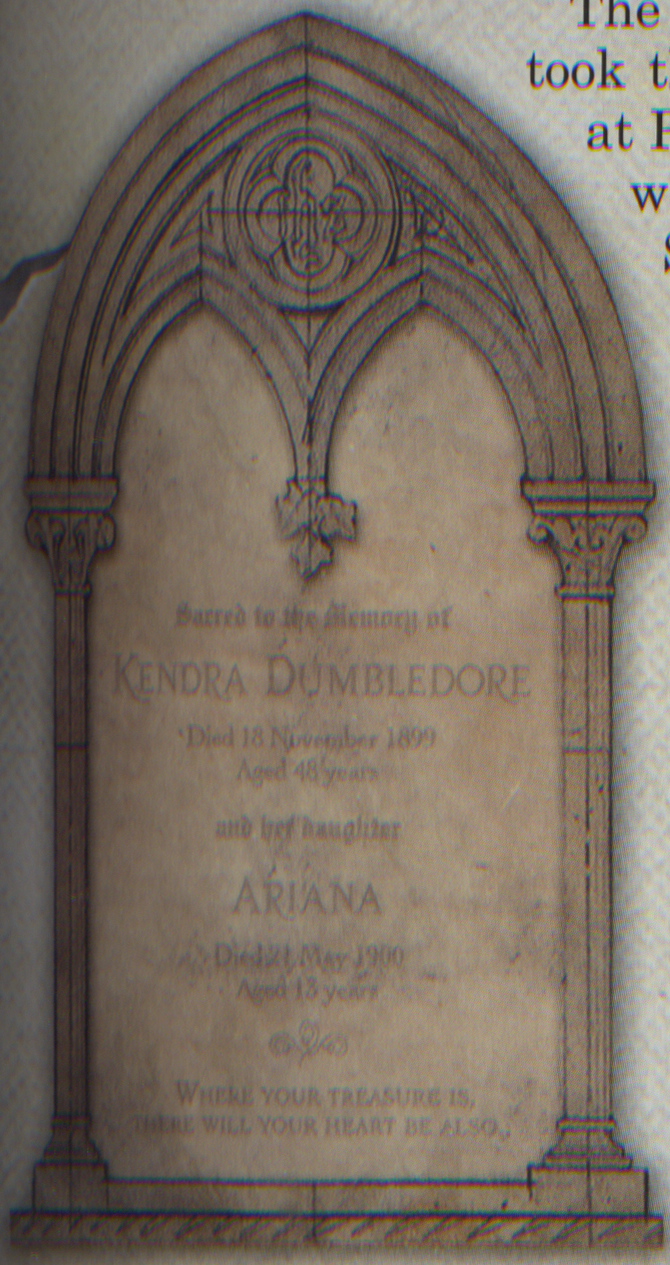 The
took t
at
w
Sacred to the Memory of
KENDRA DUMBLEDORE
Died 18 November 1899
Aged 48 years
and her daughter
ARIANA
Died 21 May 1900
Aged 13 years
WHERE YOUR TREASURE IS,
THERE WILL YOUR HEART BE ALSO.